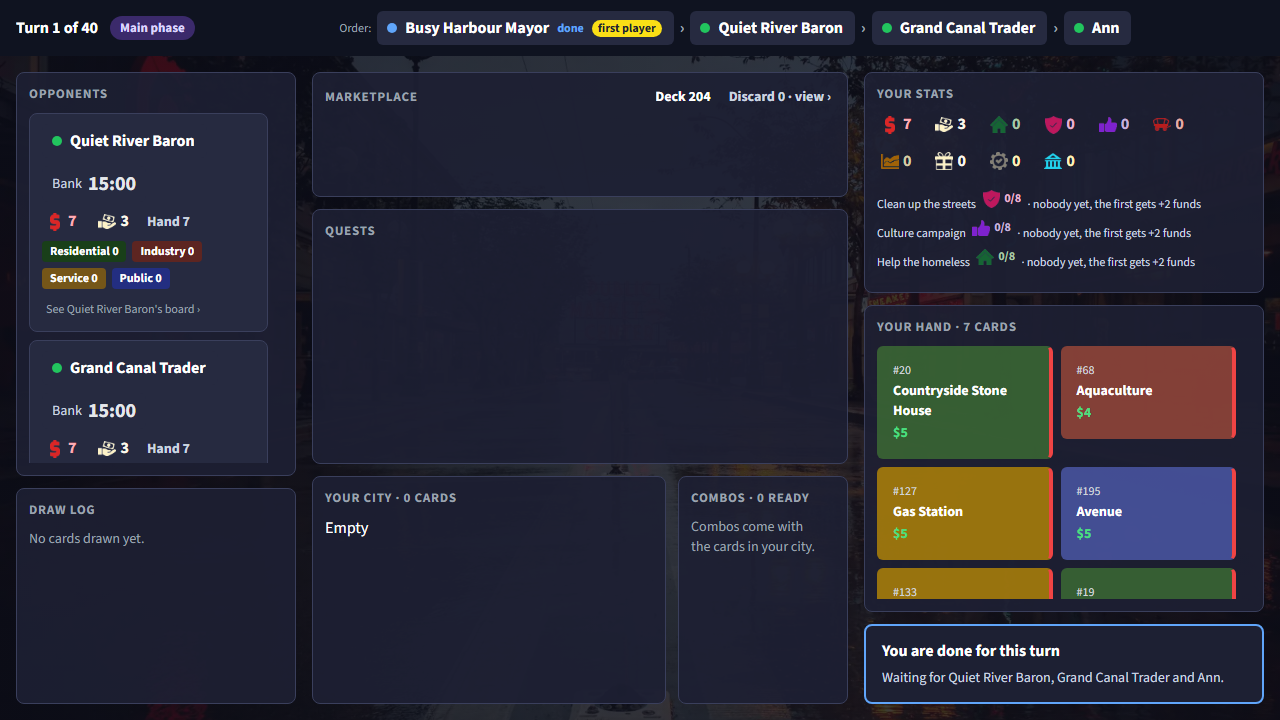 Turn 1 of 40 Main phase Order: Busy Harbour Mayor done first player › Quiet River Baron › Grand Canal Trader › Ann
OPPONENTS
Quiet River Baron
Bank 15:00
7 3 Hand 7
Residential 0 Industry 0
Service 0 Public 0
See Quiet River Baron's board ›
Grand Canal Trader
Bank 15:00
7 3 Hand 7
DRAW LOG
No cards drawn yet.
MARKETPLACE Deck 204 Discard 0 · view ›
QUESTS
YOUR CITY · 0 CARDS
Empty
COMBOS · 0 READY
Combos come with
the cards in your city.
YOUR STATS
7 3 0 0 0 0
0 0 0 0
Clean up the streets 0/8 · nobody yet, the first gets +2 funds
Culture campaign 0/8 · nobody yet, the first gets +2 funds
Help the homeless 0/8 · nobody yet, the first gets +2 funds
YOUR HAND · 7 CARDS
#20
Countryside Stone
House
$5
#68
Aquaculture
$4
#127
Gas Station
$5
#195
Avenue
$5
#133
#19
You are done for this turn
Waiting for Quiet River Baron, Grand Canal Trader and Ann.